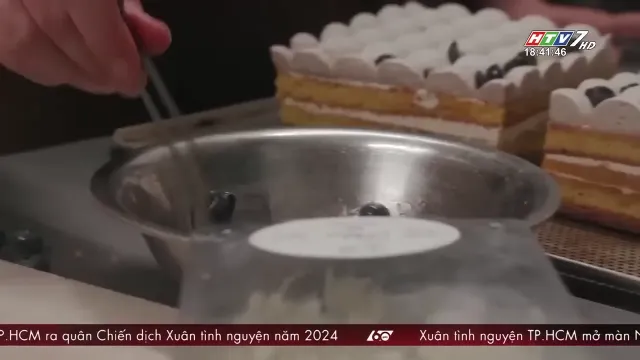 HTV7 HD
18:41:46
P.HCM ra quân Chiến dịch Xuân tình nguyện năm 2024 60 Xuân tình nguyện TP.HCM mở màn N